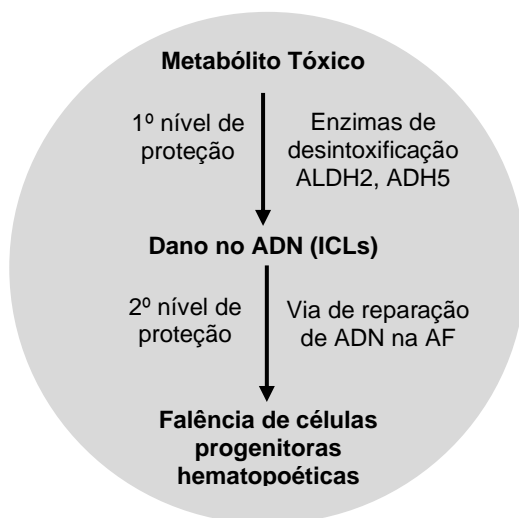 Metabólito Tóxico
1º nível de
proteção
Enzimas de
desintoxificação
ALDH2, ADH5
Dano no ADN (ICLs)
2º nível de
proteção
Via de reparação
de ADN na AF
Falência de células
progenitoras
hematopoéticas